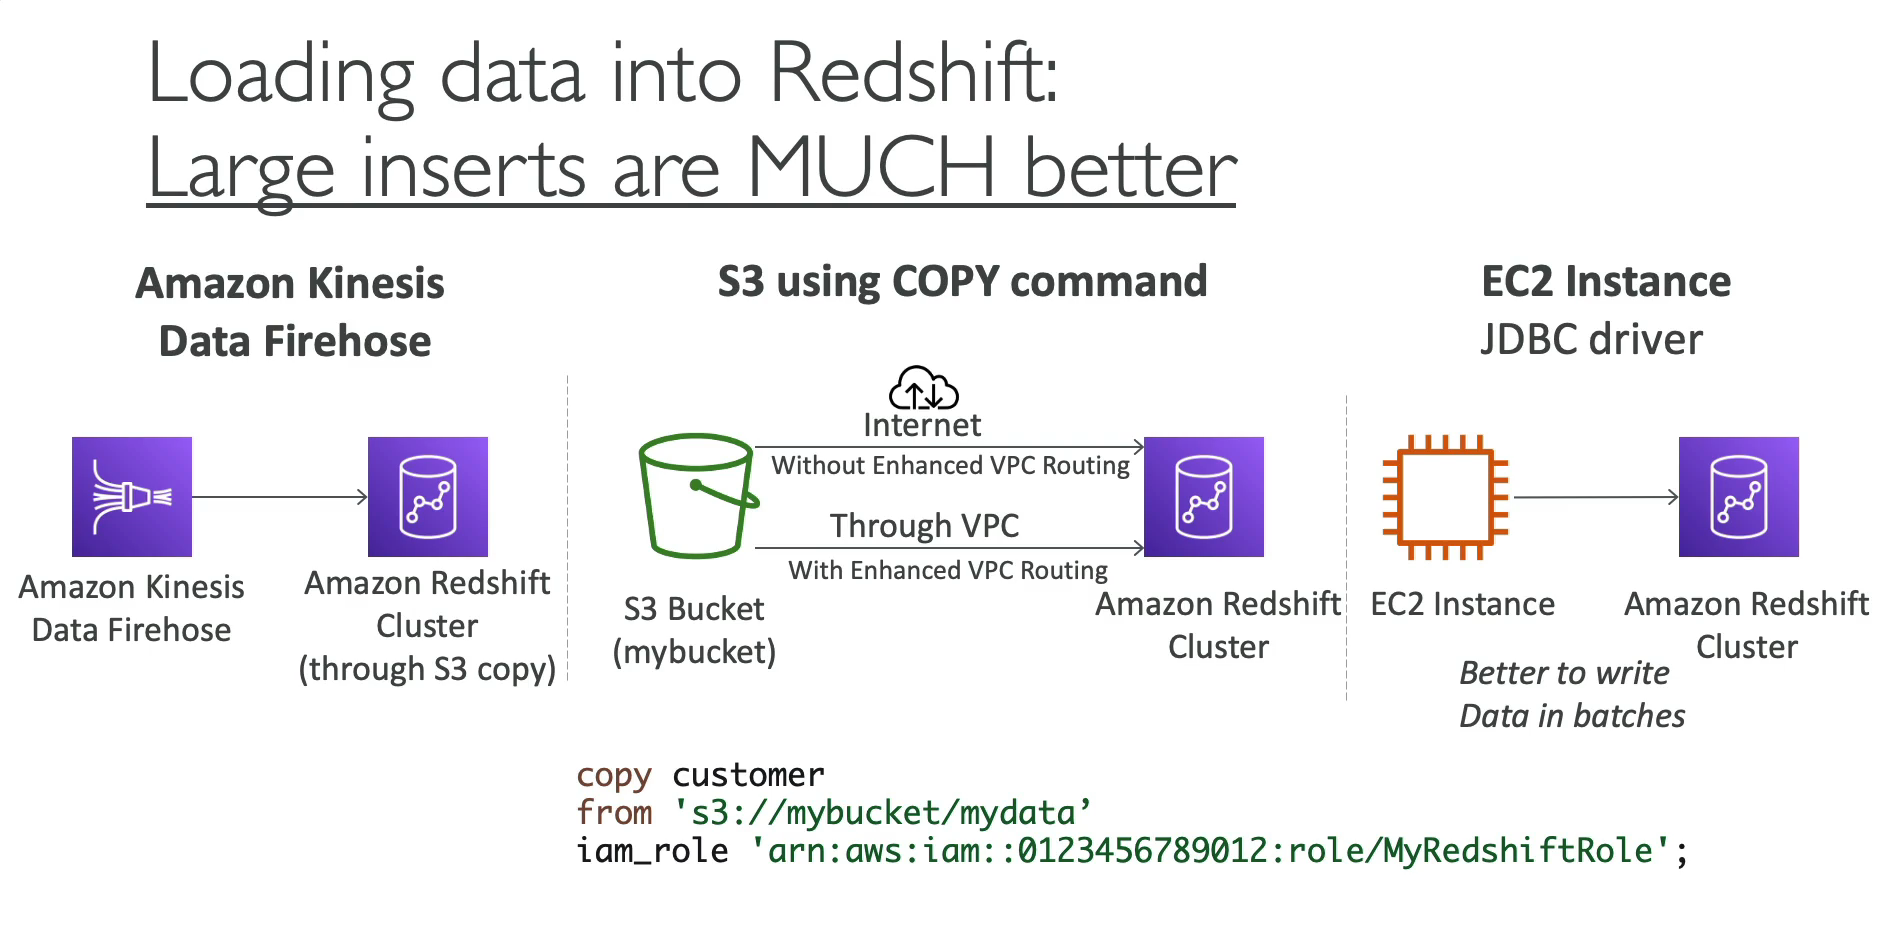 Loading data into Redshift:
Large inserts are MUCH better
Amazon Kinesis
Data Firehose
Amazon Kinesis
Data Firehose
Amazon Redshift
Cluster
(through S3 copy)
S3 using COPY command
Internet
Without Enhanced VPC Routing
Through VPC
With Enhanced VPC Routing
S3 Bucket
(mybucket)
Amazon Redshift
Cluster
EC2 Instance
JDBC driver
EC2 Instance
Amazon Redshift
Cluster
Better to write
Data in batches
copy customer
from 's3://mybucket/mydata’
iam_role 'arn:aws:iam::0123456789012:role/MyRedshiftRole';